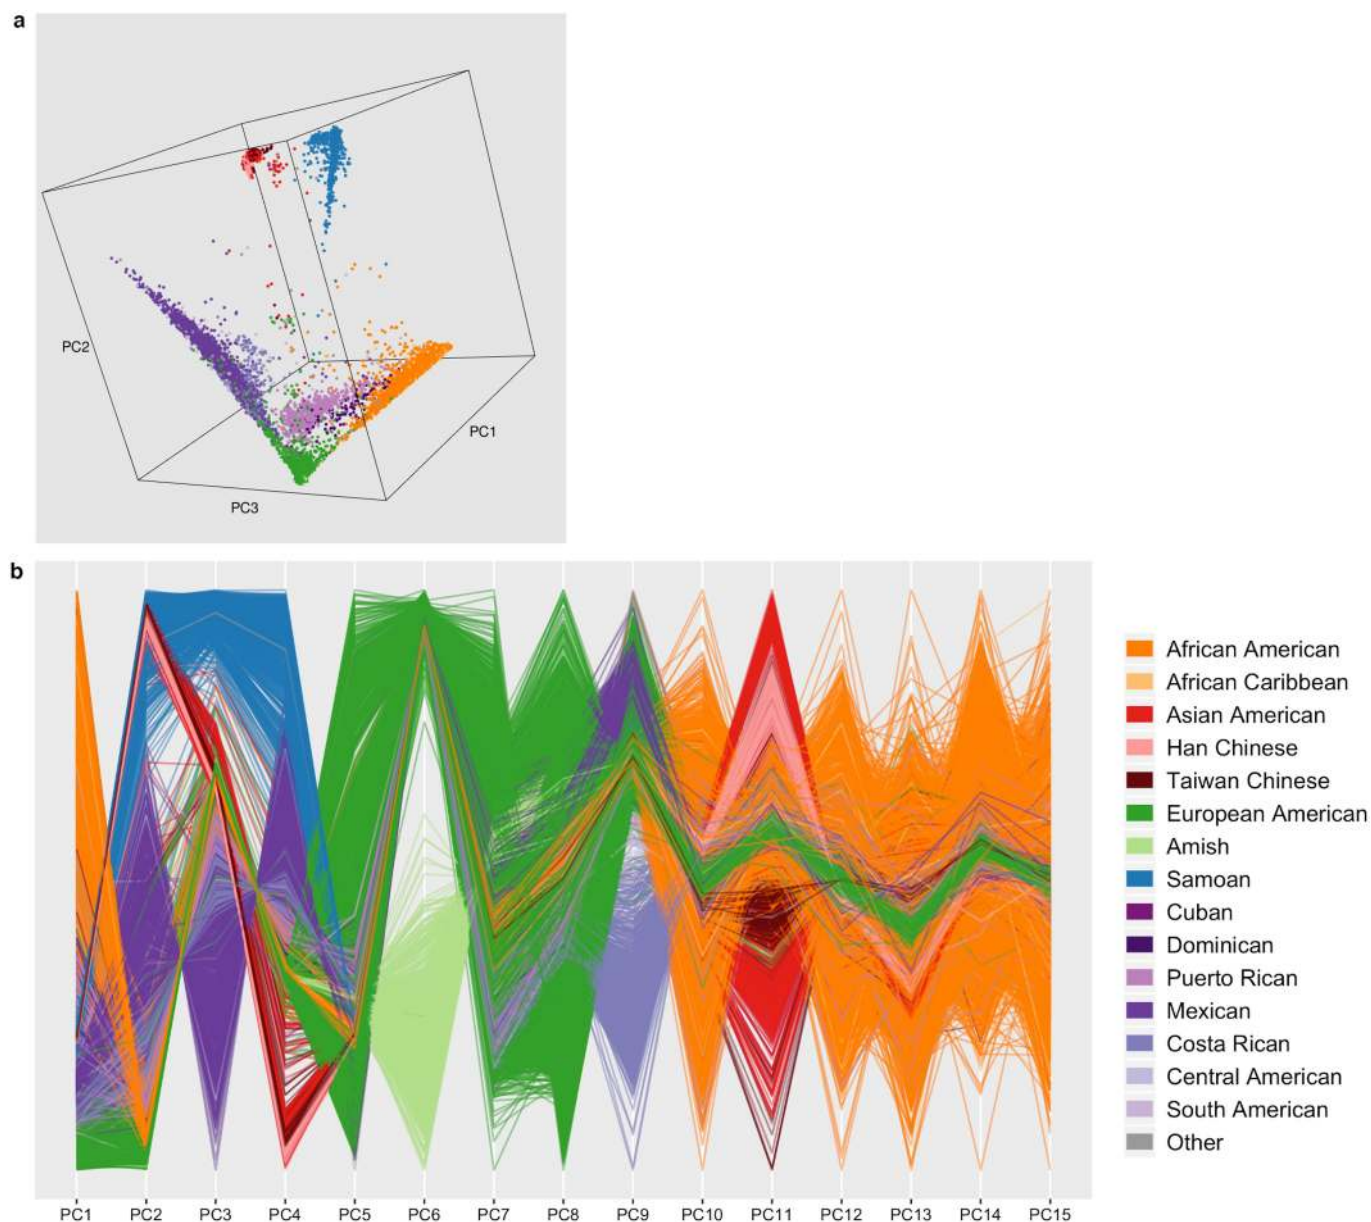 a
PC2
PC1
PC3
b
African American
African Caribbean
Asian American
Han Chinese
Taiwan Chinese
European American
Amish
Samoan
Cuban
Dominican
Puerto Rican
Mexican
Costa Rican
Central American
South American
Other
PC1 PC2 PC3 PC4 PC5 PC6 PC7 PC8 PC9 PC10 PC11 PC12 PC13 PC14 PC15